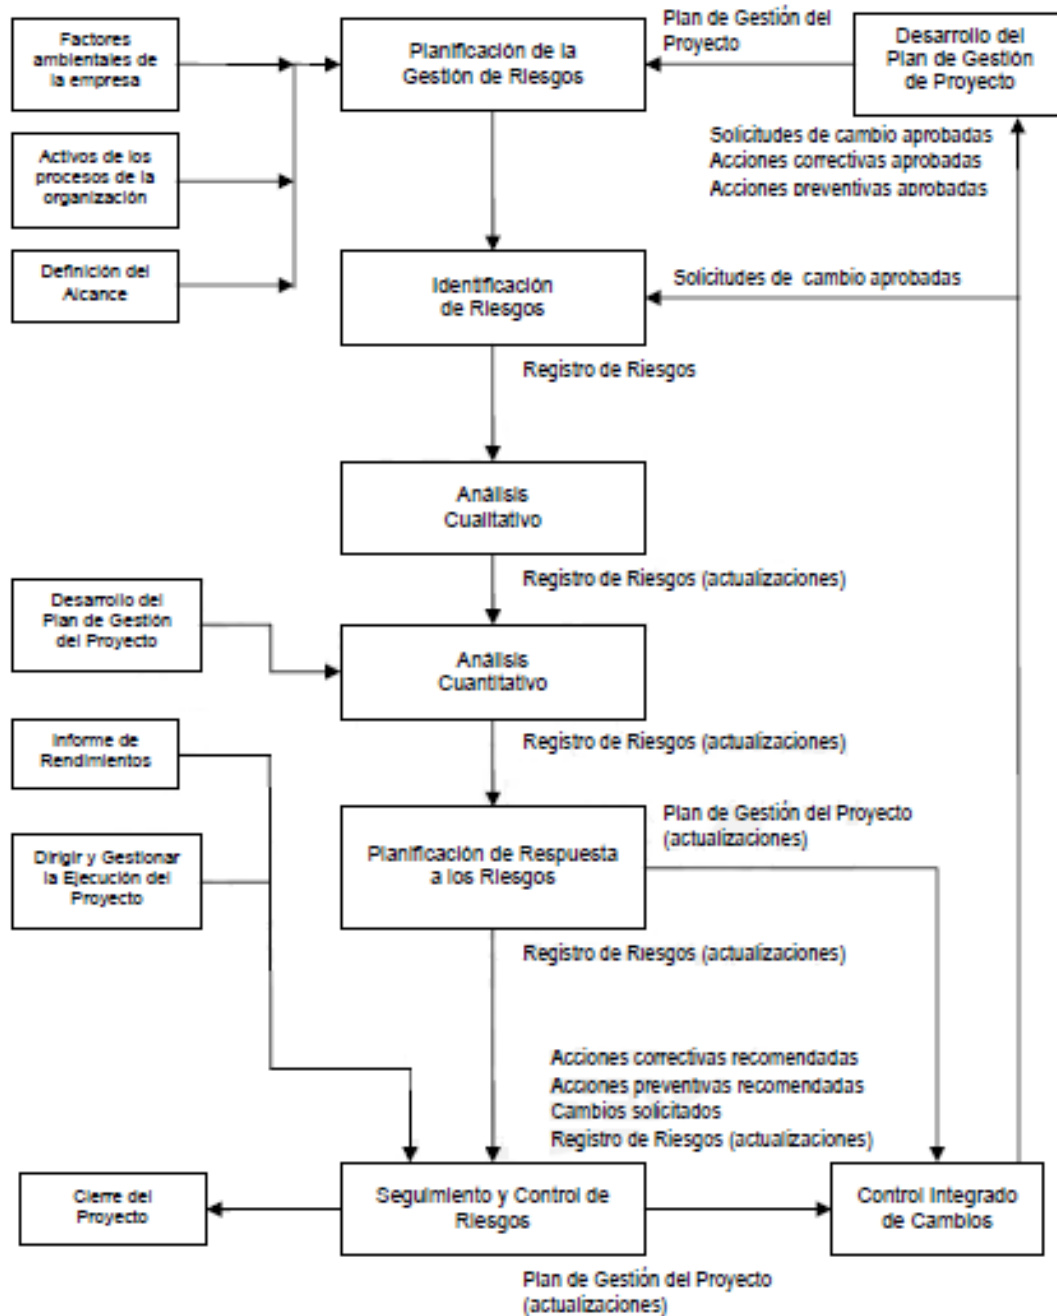 Factores
ambientales de
la empresa
Planificación de la
Gestión de Riesgos
Plan de Gestión del
Proyecto
Desarrollo del
Plan de Gestión
de Proyecto
Activos de los
procesos de la
organización
Solicitudes de cambio aprobadas
Acciones correctivas aprobadas
Acciones preventivas aprobadas
Definición del
Alcance
Identificación
de Riesgos
Solicitudes de cambio aprobadas
Registro de Riesgos
Análisis
Cualitativo
Registro de Riesgos (actualizaciones)
Desarrollo del
Plan de Gestión
del Proyecto
Análisis
Cuantitativo
Registro de Riesgos (actualizaciones)
Informe de
Rendimientos
Plan de Gestión del Proyecto
(actualizaciones)
Planificación de Respuesta
a los Riesgos
Dirigir y Gestionar
la Ejecución del
Proyecto
Registro de Riesgos (actualizaciones)
Acciones correctivas recomendadas
Acciones preventivas recomendadas
Cambios solicitados
Registro de Riesgos (actualizaciones)
Cierre del
Proyecto
Seguimiento y Control de
Riesgos
Control Integrado
de Cambios
Plan de Gestión del Proyecto
(actualizaciones)